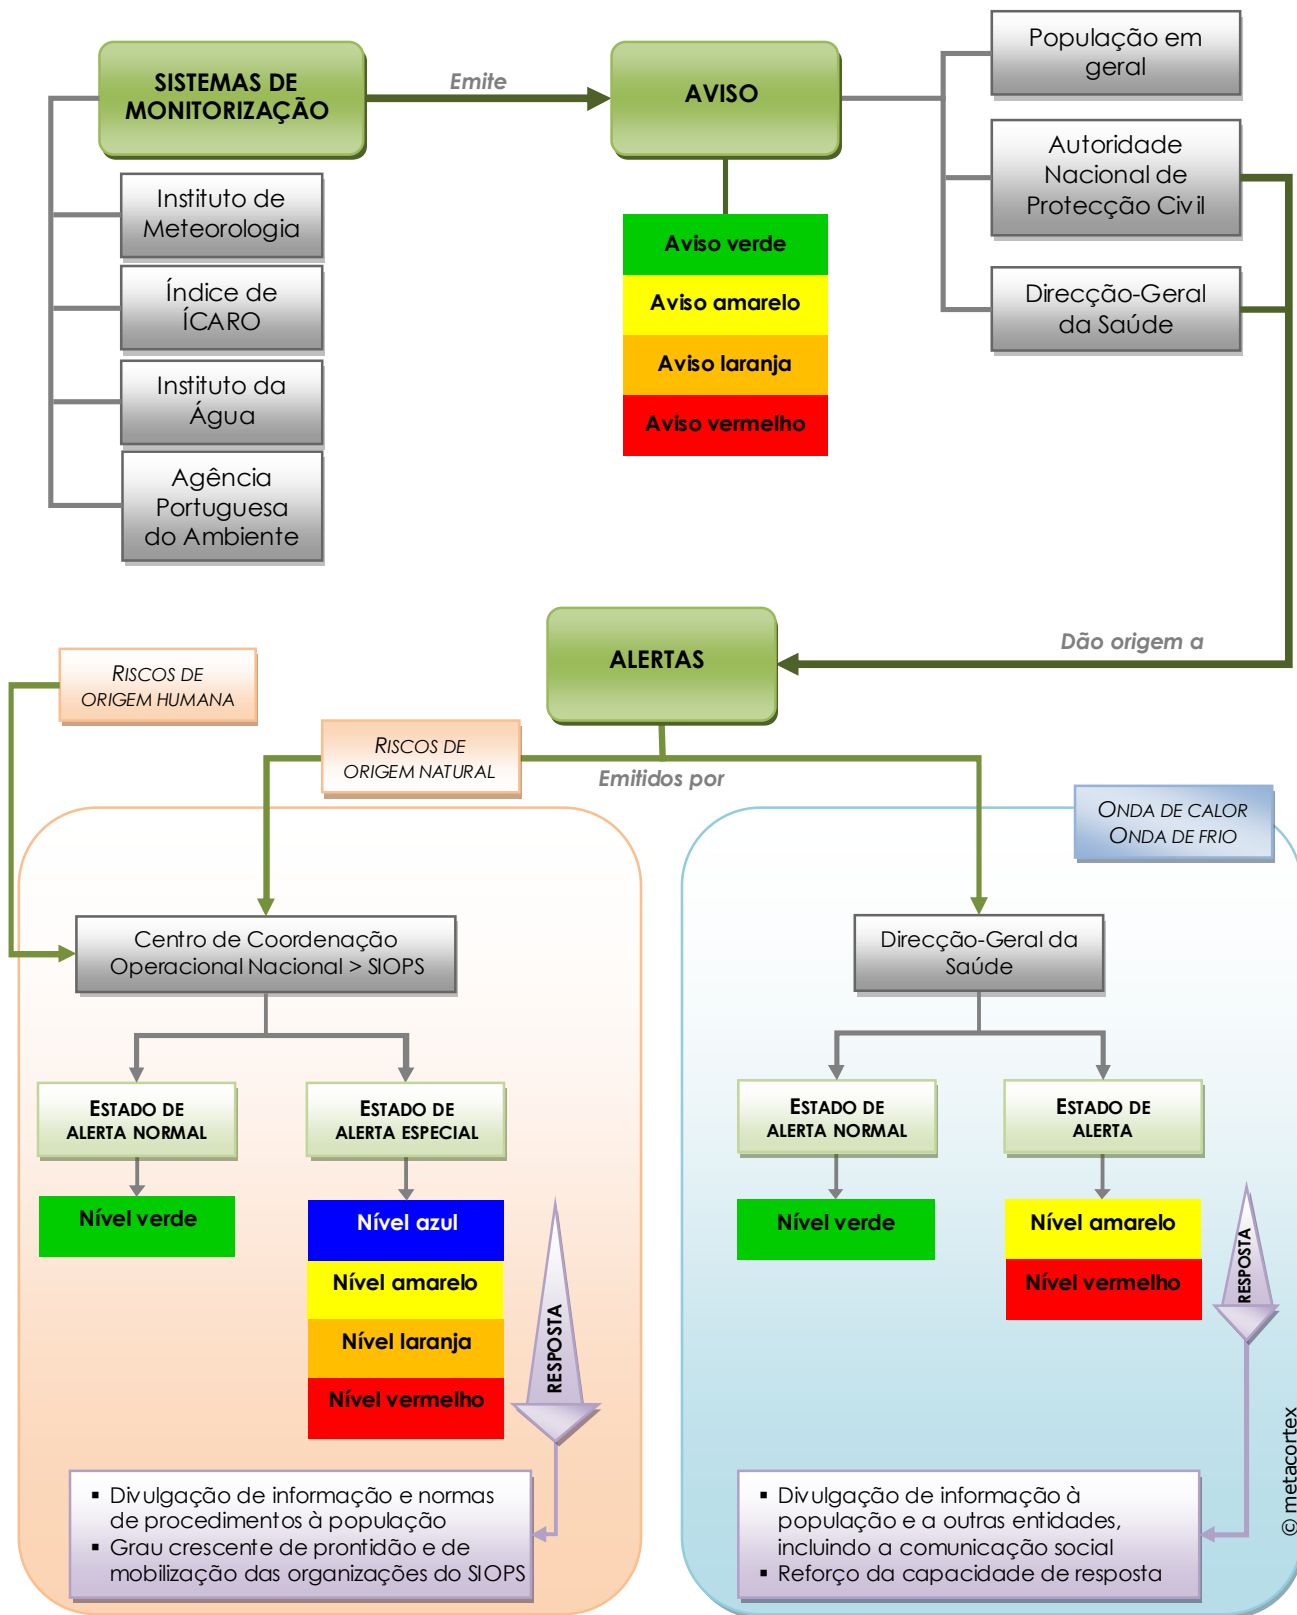 SISTEMAS DE
MONITORIZAÇÃO
Emite
AVISO
População em
geral
Autoridade
Nacional de
Protecção Civil
Direcção-Geral
da Saúde
Instituto de
Meteorologia
Índice de
ÍCARO
Instituto da
Água
Agência
Portuguesa
do Ambiente
Aviso verde
Aviso amarelo
Aviso laranja
Aviso vermelho
Dão origem a
ALERTAS
RISCOS DE
ORIGEM HUMANA
RISCOS DE
ORIGEM NATURAL
Emitidos por
ONDA DE CALOR
ONDA DE FRIO
Centro de Coordenação
Operacional Nacional > SIOPS
ESTADO DE
ALERTA NORMAL
ESTADO DE
ALERTA ESPECIAL
Nível verde
Nível azul
Nível amarelo
Nível laranja
Nível vermelho
RESPOSTA
▪ Divulgação de informação e normas
de procedimentos à população
▪ Grau crescente de prontidão e de
mobilização das organizações do SIOPS
Direcção-Geral da
Saúde
ESTADO DE
ALERTA NORMAL
ESTADO DE
ALERTA
Nível verde
Nível amarelo
Nível vermelho
RESPOSTA
▪ Divulgação de informação à
população e a outras entidades,
incluindo a comunicação social
▪ Reforço da capacidade de resposta
© metacortex